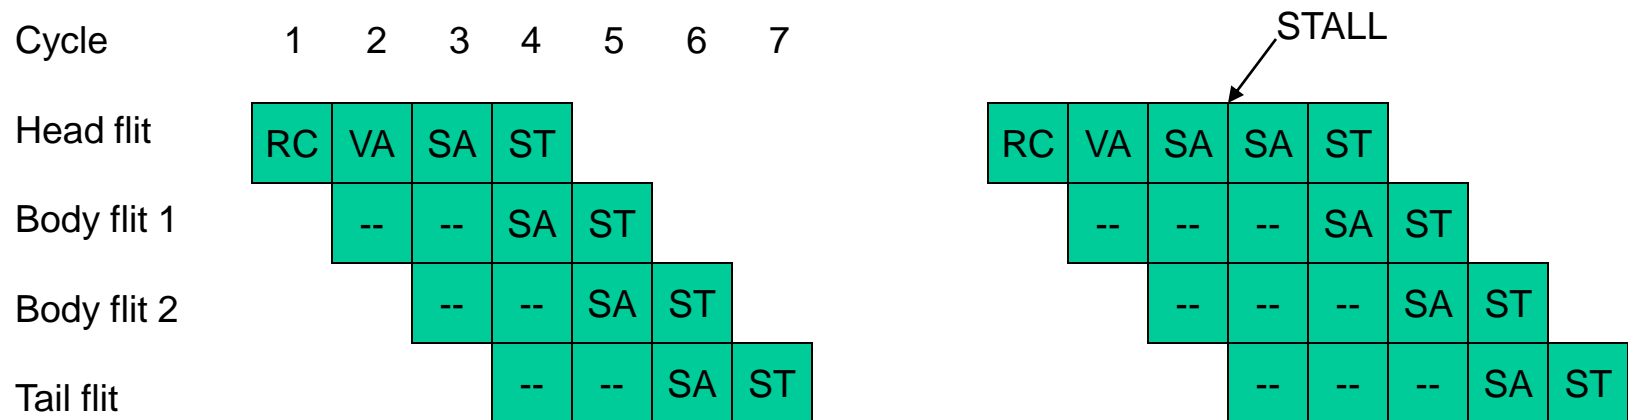 Cycle 1 2 3 4 5 6 7 STALL
Head flit RC VA SA ST RC VA SA SA ST
Body flit 1 -- -- SA ST -- -- -- SA ST
Body flit 2 -- -- SA ST -- -- -- SA ST
Tail flit -- -- SA ST -- -- -- SA ST